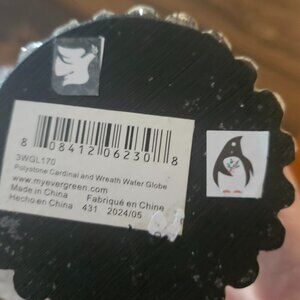 8 08412 06230 8
3WGL170
Polystone Cardinal and Wreath Water Globe
www.myevergreen.com
Made in China Fabriqué en Chine
Hecho en China 431 2024/05